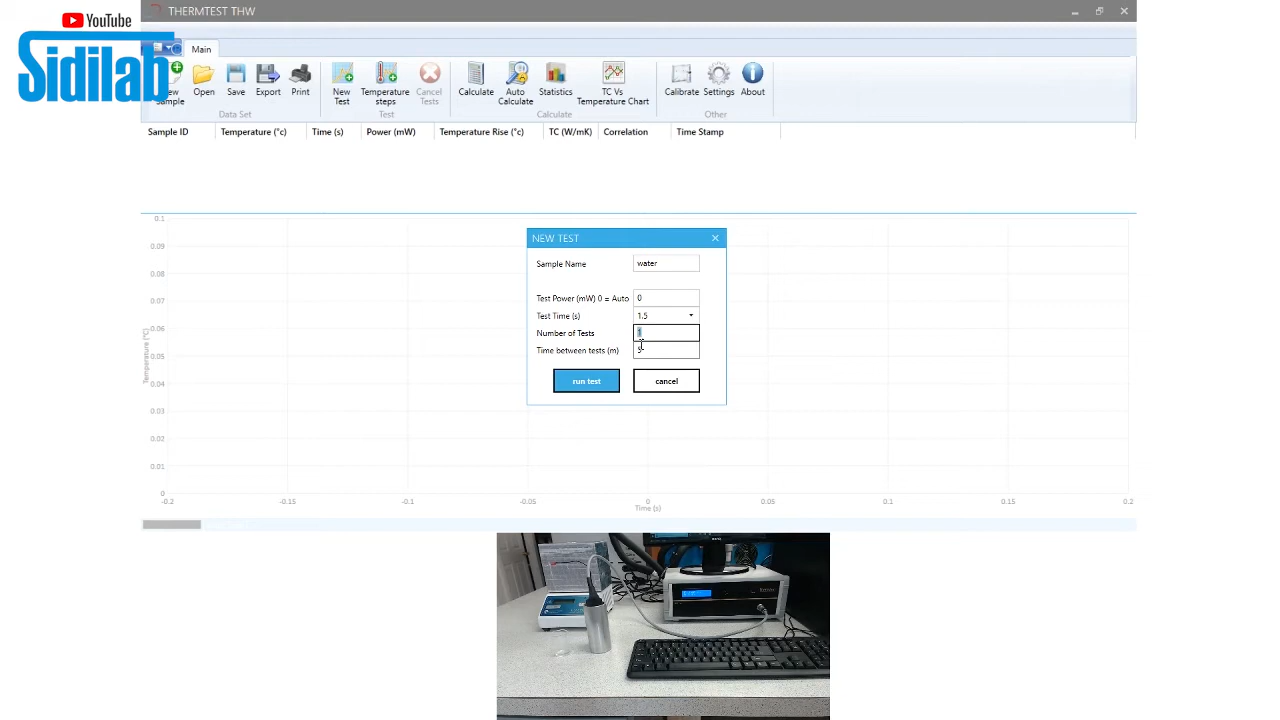 THERMTEST THW
YouTube
Sidilab
Main
New Sample
Open
Save
Export
Print
New Test
Temperature steps
Cancel Tests
Calculate
Auto Calculate
Statistics
TC Vs Temperature Chart
Calibrate
Settings
About
Data Set
Test
Calculate
Other
Sample ID Temperature (°c) Time (s) Power (mW) Temperature Rise (°c) TC (W/mK) Correlation Time Stamp
0.1
0.09
0.08
0.07
0.06
0.05
0.04
0.03
0.02
0.01
0
Temperature (°C)
-0.2 -0.15 -0.1 -0.05 0 0.05 0.1 0.15 0.2
Time (s)
NEW TEST
Sample Name water
Test Power (mW) 0 = Auto 0
Test Time (s) 1.5
Number of Tests 1
Time between tests (m) 5
run test cancel